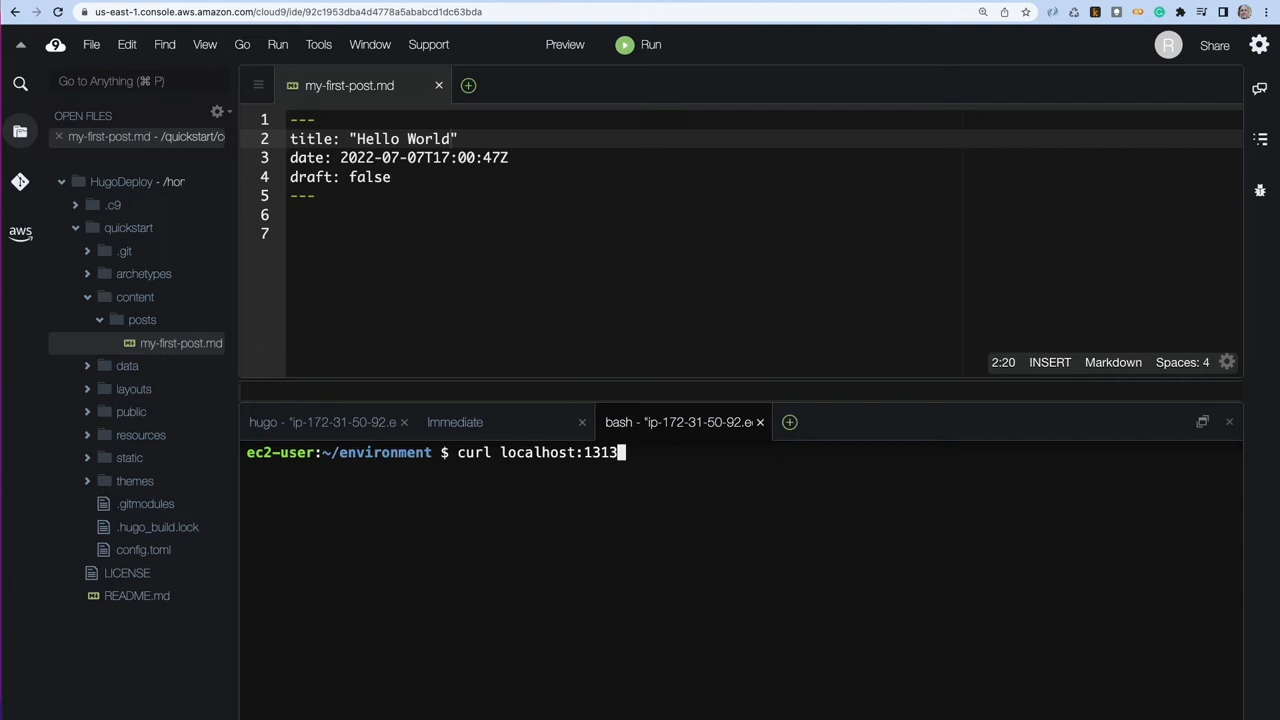 us-east-1.console.aws.amazon.com/cloud9/ide/92c1953dba4d4778a5ababcd1dc63bda
9 File Edit Find View Go Run Tools Window Support Preview Run R Share
Go to Anything (⌘ P)
my-first-post.md
OPEN FILES
my-first-post.md - /quickstart/co
HugoDeploy - /hor
.c9
quickstart
.git
archetypes
content
posts
my-first-post.md
data
layouts
public
resources
static
themes
.gitmodules
.hugo_build.lock
config.toml
LICENSE
README.md
aws
1 ---
2 title: "Hello World"
3 date: 2022-07-07T17:00:47Z
4 draft: false
5 ---
6
7
2:20 INSERT Markdown Spaces: 4
hugo - "ip-172-31-50-92.e Immediate bash - "ip-172-31-50-92.e
ec2-user:~/environment $ curl localhost:1313